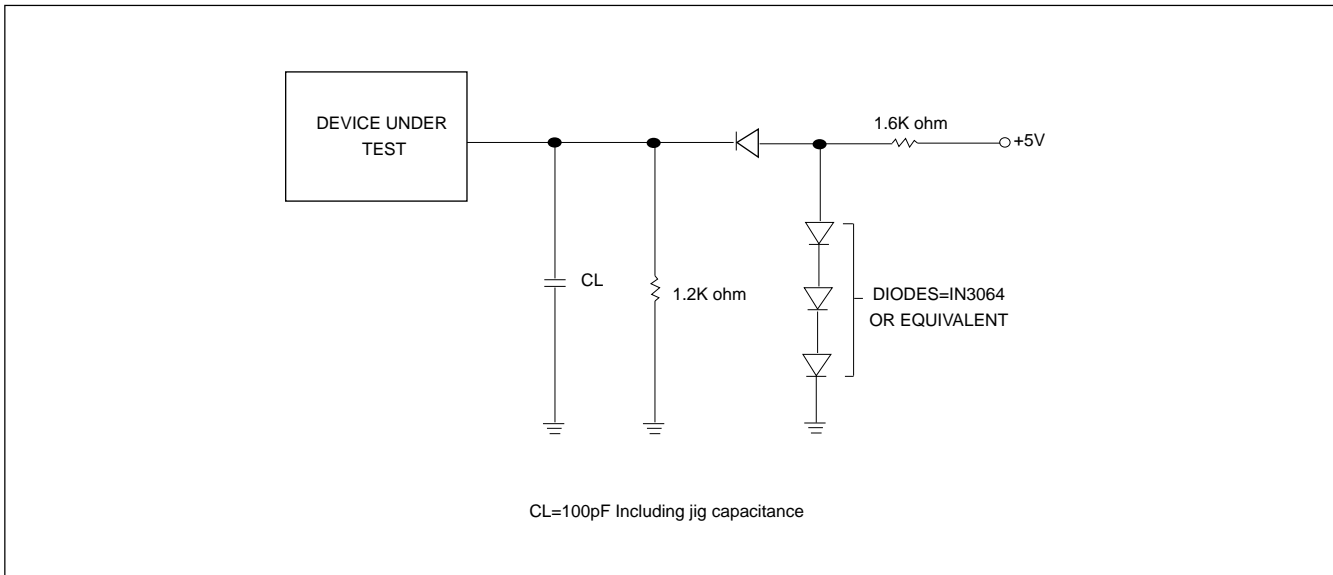 DEVICE UNDER
TEST
1.6K ohm
+5V
CL
1.2K ohm
DIODES=IN3064
OR EQUIVALENT
CL=100pF Including jig capacitance